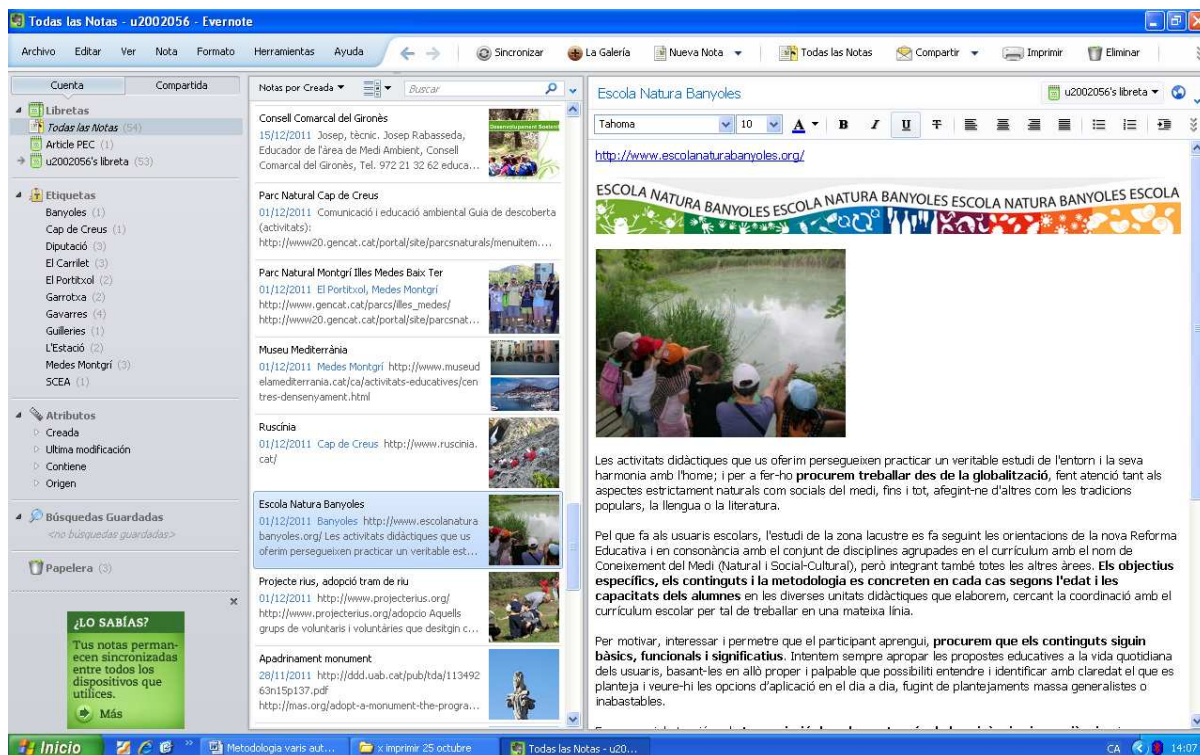 Todas las Notas - u2002056 - Evernote
Archivo Editar Ver Nota Formato Herramientas Ayuda
Sincronizar La Galería Nueva Nota Todas las Notas Compartir Imprimir Eliminar
Cuenta Compartida
Libretas
Todas las Notas (54)
Article PEC (1)
u2002056's libreta (53)
Etiquetas
Banyoles (1)
Cap de Creus (1)
Diputació (3)
El Carrilet (3)
El Portitxol (2)
Garrotxa (2)
Gavarres (4)
Guilleries (1)
L'Estació (2)
Medes Montgrí (3)
SCEA (1)
Atributos
Creada
Ultima modificación
Contiene
Origen
Búsquedas Guardadas
<no búsquedas guardadas>
Papelera (3)
¿LO SABÍAS?
Tus notas perman-
ecen sincronizadas
entre todos los
dispositivos que
utilices.
Más
Notas por Creada Buscar
Consell Comarcal del Gironès
15/12/2011 Josep, tècnic. Josep Rabasseda,
Educador de l'àrea de Medi Ambient, Consell
Comarcal del Gironès, Tel. 972 21 32 62 educa...
Parc Natural Cap de Creus
01/12/2011 Comunicació i educació ambiental Guia de descoberta
(activitats):
http://www20.gencat.cat/portal/site/parcsnaturals/menuitem....
Parc Natural Montgrí Illes Medes Baix Ter
01/12/2011 El Portitxol, Medes Montgrí
http://www.gencat.cat/parcs/illes_medes/
http://www20.gencat.cat/portal/site/parcsnat...
Museu Mediterrània
01/12/2011 Medes Montgrí http://www.museud
elamediterrania.cat/ca/activitats-educatives/cen
tres-densenyament.html
Ruscínia
01/12/2011 Cap de Creus http://www.ruscinia.
cat/
Escola Natura Banyoles
01/12/2011 Banyoles http://www.escolanatura
banyoles.org/ Les activitats didàctiques que us
oferim persegueixen practicar un veritable est...
Projecte rius, adopció tram de riu
01/12/2011 http://www.projecterius.org/
http://www.projecterius.org/adopcio Aquells
grups de voluntaris i voluntàries que desitgin c...
Apadrinament monument
28/11/2011 http://ddd.uab.cat/pub/tda/113492
63n15p137.pdf
http://mas.org/adopt-a-monument-the-progra...
Escola Natura Banyoles u2002056's libreta
Tahoma 10 A B I U T
http://www.escolanaturabanyoles.org/
ESCOLA NATURA BANYOLES ESCOLA NATURA BANYOLES ESCOLA NATURA BANYOLES ESCOLA
Les activitats didàctiques que us oferim persegueixen practicar un veritable estudi de l'entorn i la seva
harmonia amb l'home; i per a fer-ho procurem treballar des de la globalització, fent atenció tant als
aspectes estrictament naturals com socials del medi, fins i tot, afegint-ne d'altres com les tradicions
populars, la llengua o la literatura.
Pel que fa als usuaris escolars, l'estudi de la zona lacustre es fa seguint les orientacions de la nova Reforma
Educativa i en consonància amb el conjunt de disciplines agrupades en el currículum amb el nom de
Coneixement del Medi (Natural i Social-Cultural), però integrant també totes les altres àrees. Els objectius
específics, els continguts i la metodologia es concreten en cada cas segons l'edat i les
capacitats dels alumnes en les diverses unitats didàctiques que elaborem, cercant la coordinació amb el
currículum escolar per tal de treballar en una mateixa línia.
Per motivar, interessar i permetre que el participant aprengui, procurem que els continguts siguin
bàsics, funcionals i significatius. Intentem sempre apropar les propostes educatives a la vida quotidiana
dels usuaris, basant-les en allò proper i palpable que possibiliti entendre i identificar amb claredat el que es
planteja i veure-hi les opcions d'aplicació en el dia a dia, fugint de plantejaments massa generalistes o
inabastables.
Inicio Metodologia varis aut... x imprimir 25 octubre Todas las Notas - u20... CA 14:07